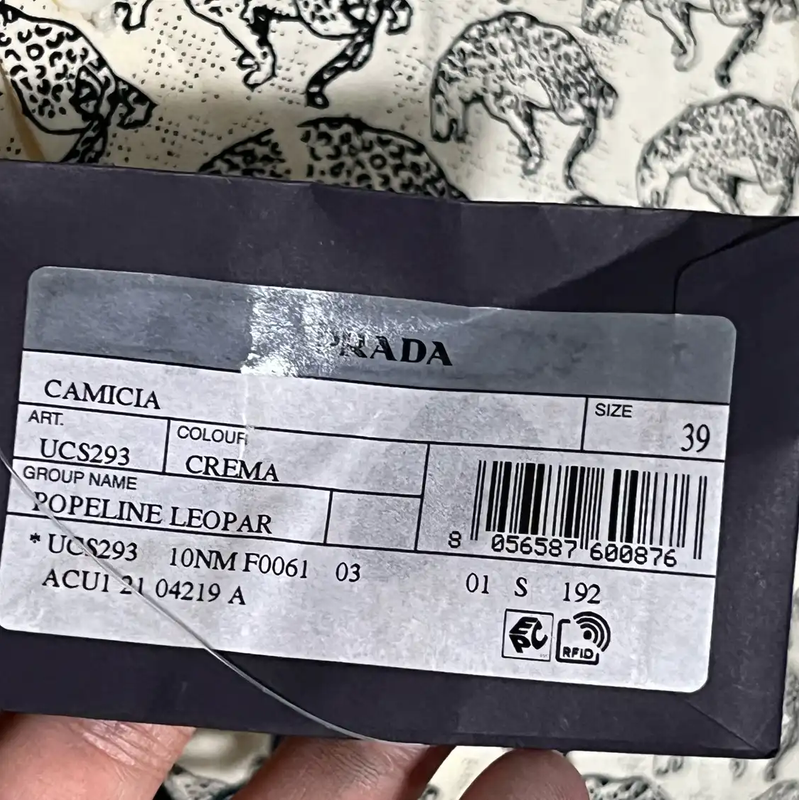 PRADA
CAMICIA
SIZE
39
ART.
UCS293
COLOUR
CREMA
GROUP NAME
POPELINE LEOPAR
8 056587 600876
* UCS293 10NM F0061 03 01 S 192
ACU1 21 04219 A
EPC
RFID